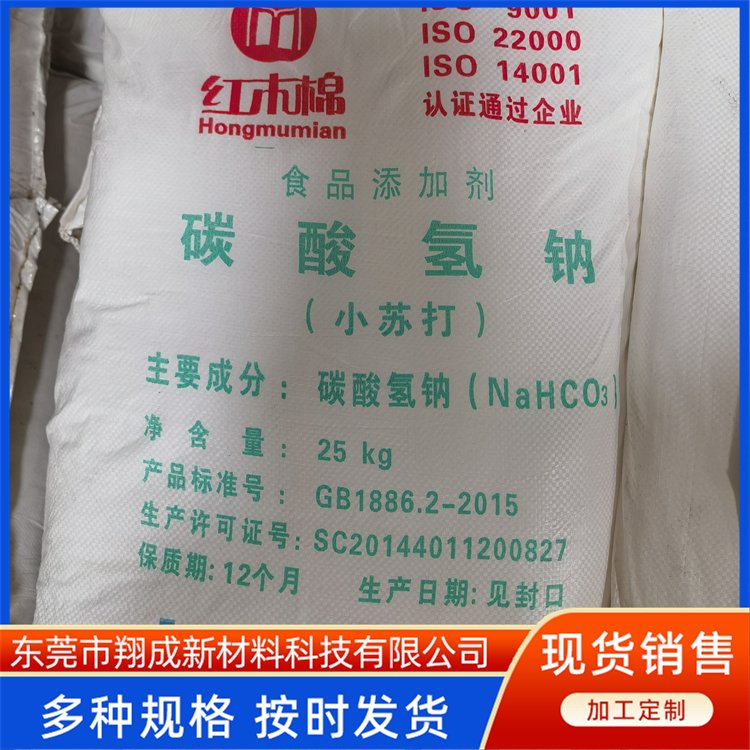 ISO 9001
ISO 22000
ISO 14001
认证通过企业
红木棉
Hongmumian
食品添加剂
碳酸氢钠
(小苏打)
主要成分：碳酸氢钠(NaHCO3)
净含量：25 kg
产品标准号：GB1886.2-2015
生产许可证号：SC20144011200827
保质期：12个月 生产日期：见封口
东莞市翔成新材料科技有限公司
现货销售
多种规格 按时发货
加工定制